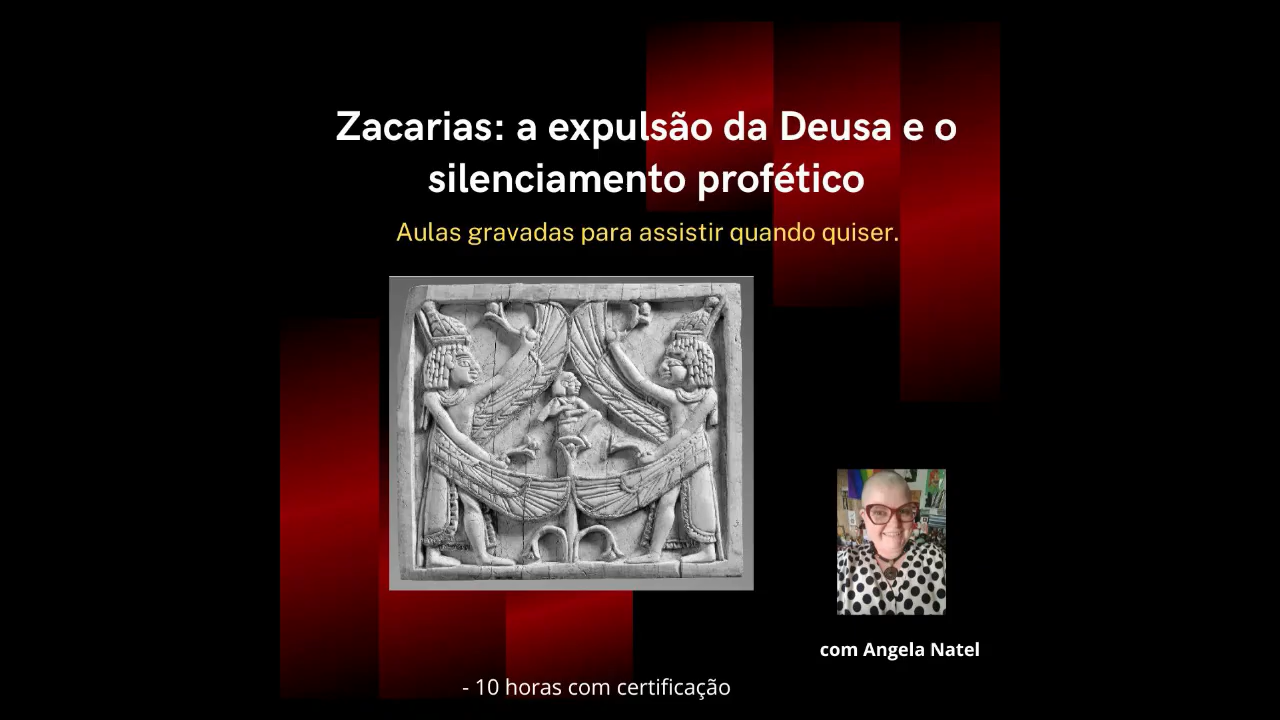 Zacarias: a expulsão da Deusa e o
silenciamento profético
Aulas gravadas para assistir quando quiser.
com Angela Natel
- 10 horas com certificação